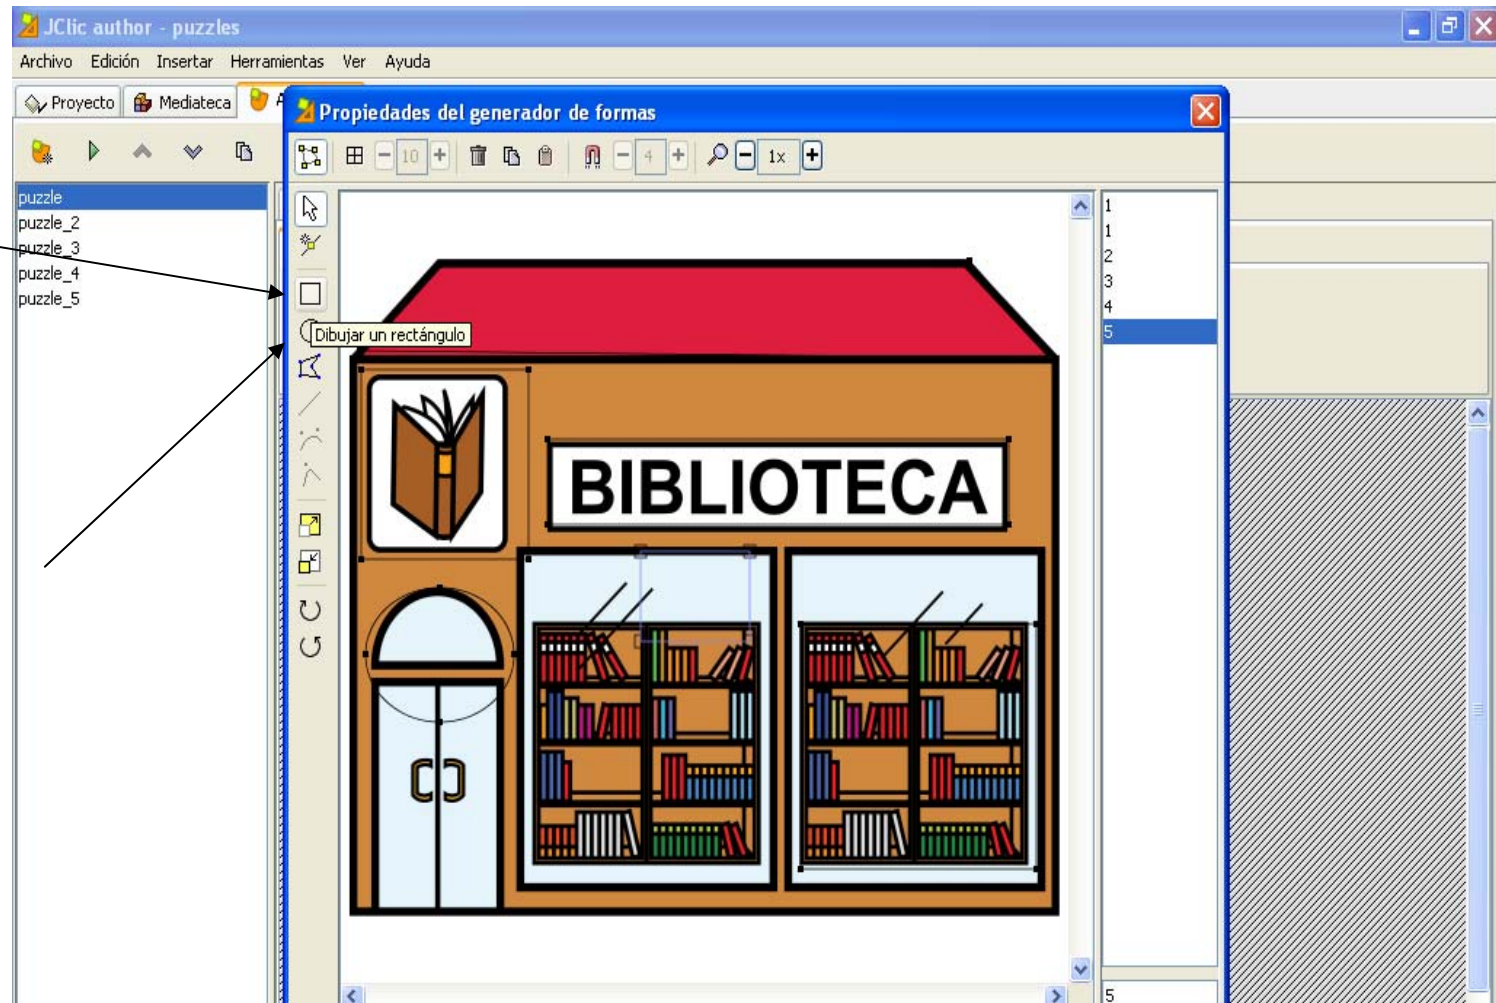 JClic author - puzzles
Archivo Edición Insertar Herramientas Ver Ayuda
Proyecto Mediateca
Propiedades del generador de formas
10 4 1x
puzzle
puzzle_2
puzzle_3
puzzle_4
puzzle_5
Dibujar un rectángulo
BIBLIOTECA
1
1
2
3
4
5
5